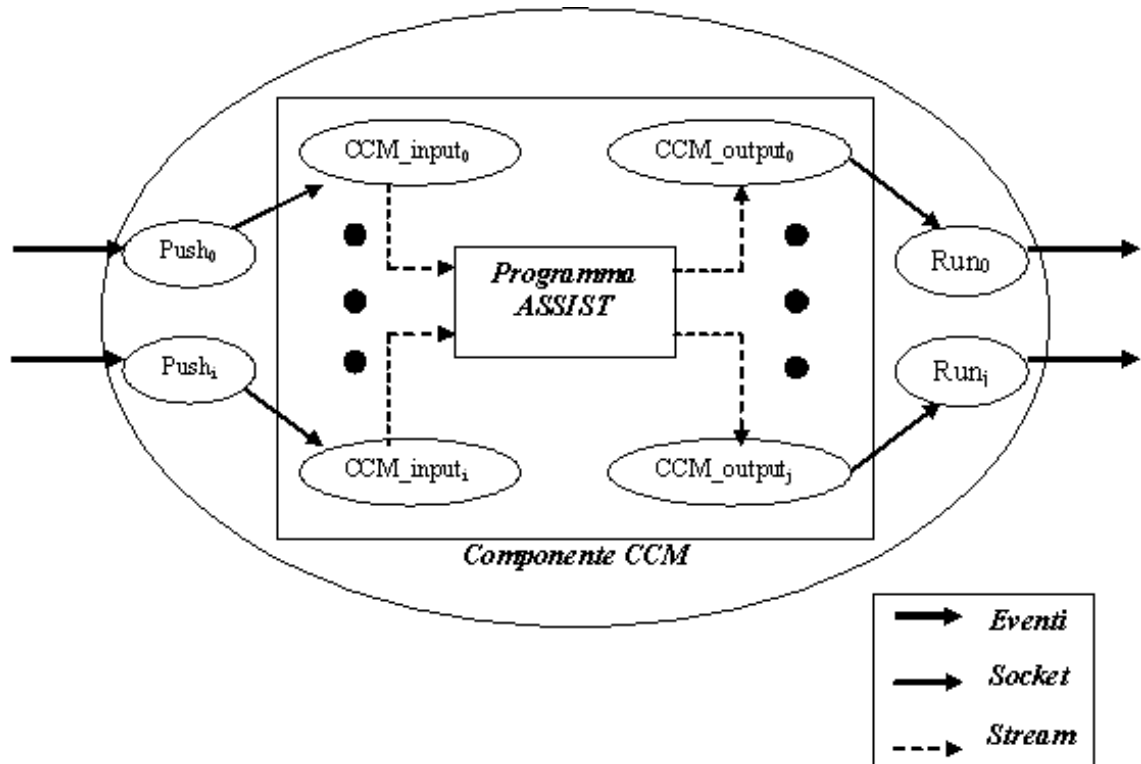 CCM_input₀
CCM_output₀
Push₀
Programma
ASSIST
Run₀
Pushᵢ
Runⱼ
CCM_inputᵢ
CCM_outputⱼ
Componente CCM
Eventi
Socket
Stream